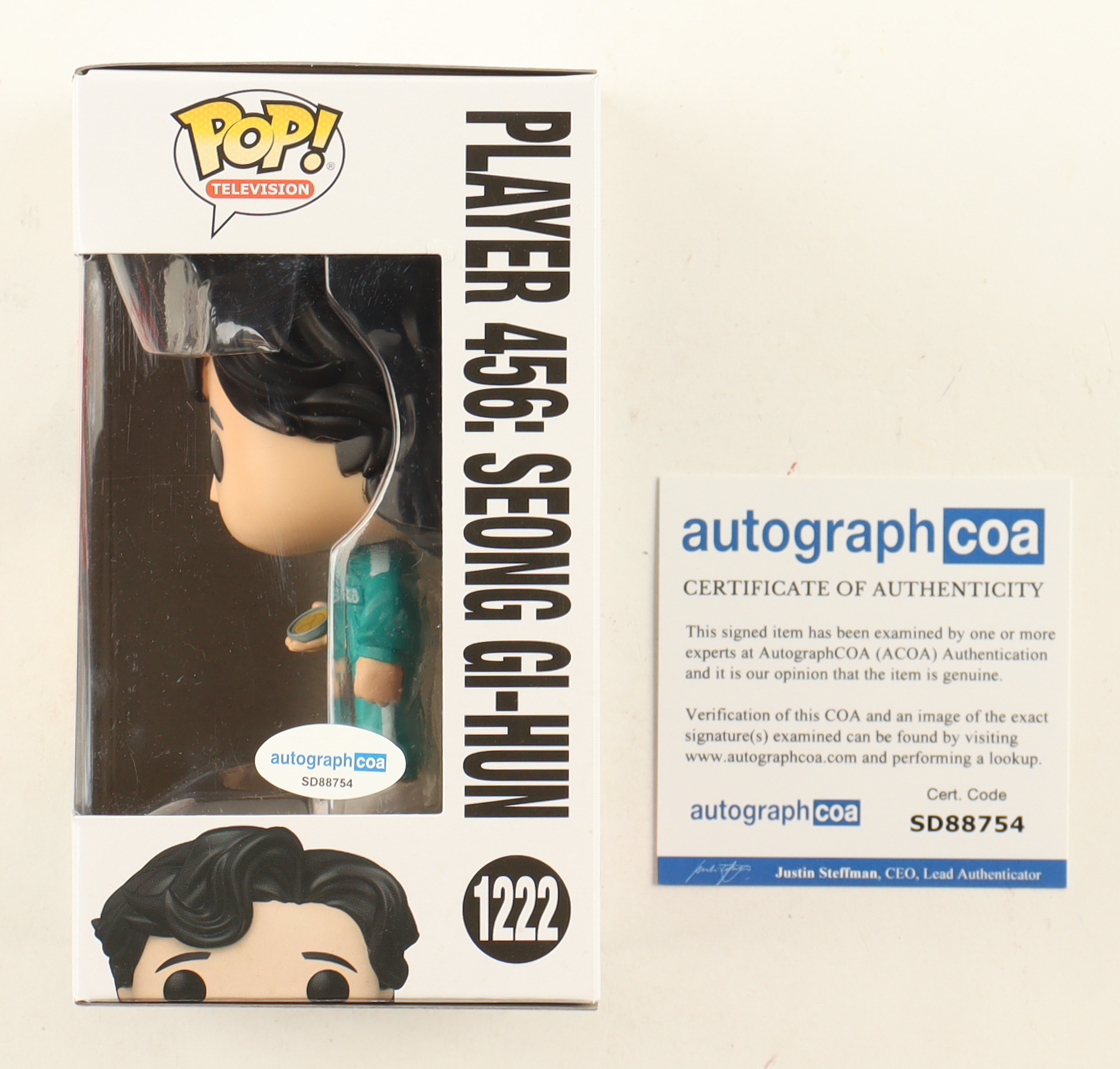 POP!
®
TELEVISION
PLAYER 456: SEONG GI-HUN
autographcoa
SD88754
1222
autographcoa
CERTIFICATE OF AUTHENTICITY
This signed item has been examined by one or more
experts at AutographCOA (ACOA) Authentication
and it is our opinion that the item is genuine.
Verification of this COA and an image of the exact
signature(s) examined can be found by visiting
www.autographcoa.com and performing a lookup.
autographcoa
Cert. Code
SD88754
Justin Steffman, CEO, Lead Authenticator